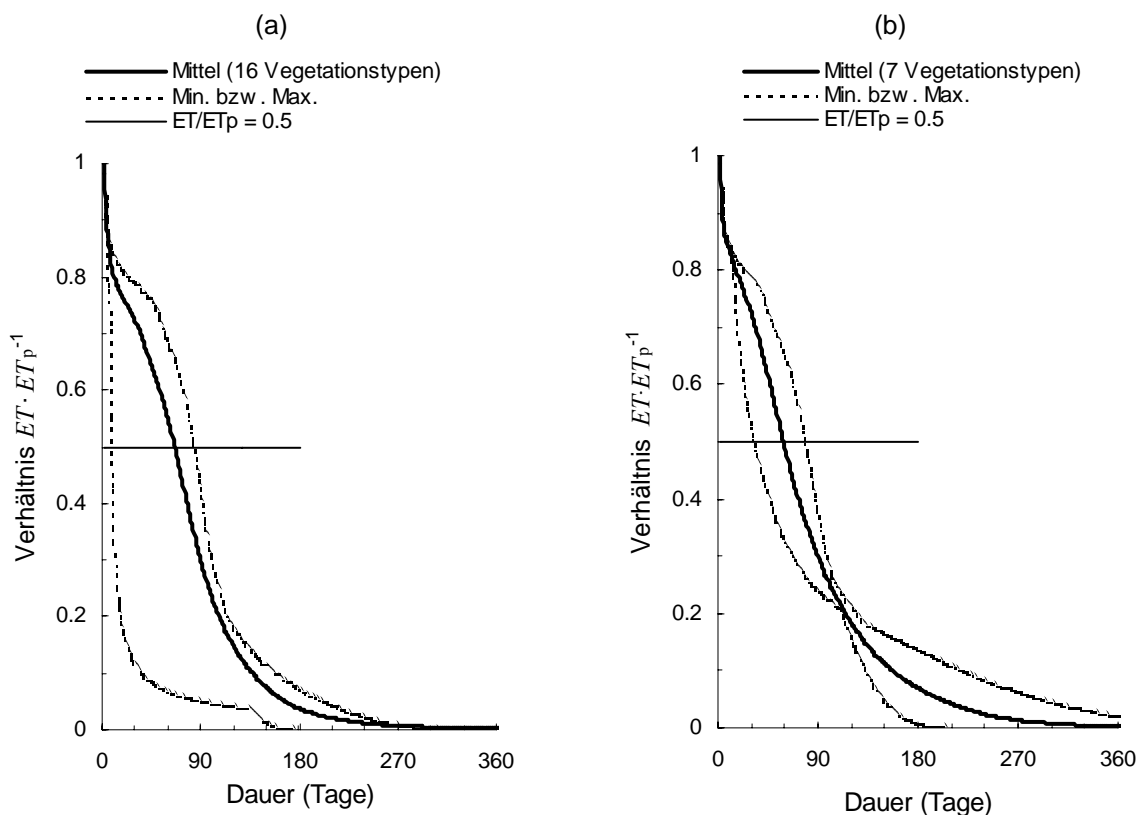 (a)
Mittel (16 Vegetationstypen)
Min. bzw. Max.
ET/ETp = 0.5
1
0.8
0.6
0.4
0.2
0
Verhältnis ET · ETp⁻¹
0 90 180 270 360
Dauer (Tage)
(b)
Mittel (7 Vegetationstypen)
Min. bzw. Max.
ET/ETp = 0.5
1
0.8
0.6
0.4
0.2
0
Verhältnis ET·ETp⁻¹
0 90 180 270 360
Dauer (Tage)